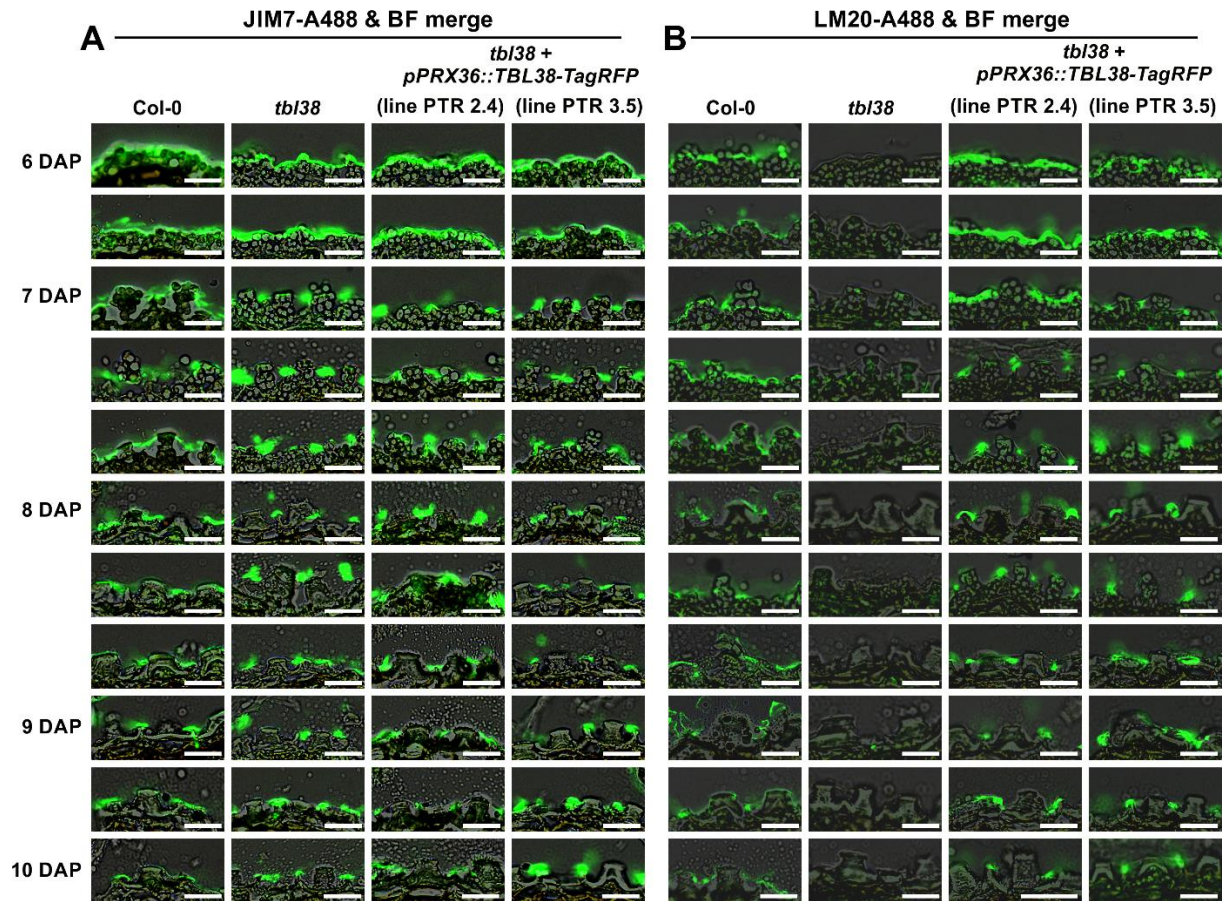 A
JIM7-A488 & BF merge
tbl38 +
pPRX36::TBL38-TagRFP
Col-0
tbl38
(line PTR 2.4)
(line PTR 3.5)
B
LM20-A488 & BF merge
tbl38 +
pPRX36::TBL38-TagRFP
Col-0
tbl38
(line PTR 2.4)
(line PTR 3.5)
6 DAP
7 DAP
8 DAP
9 DAP
10 DAP